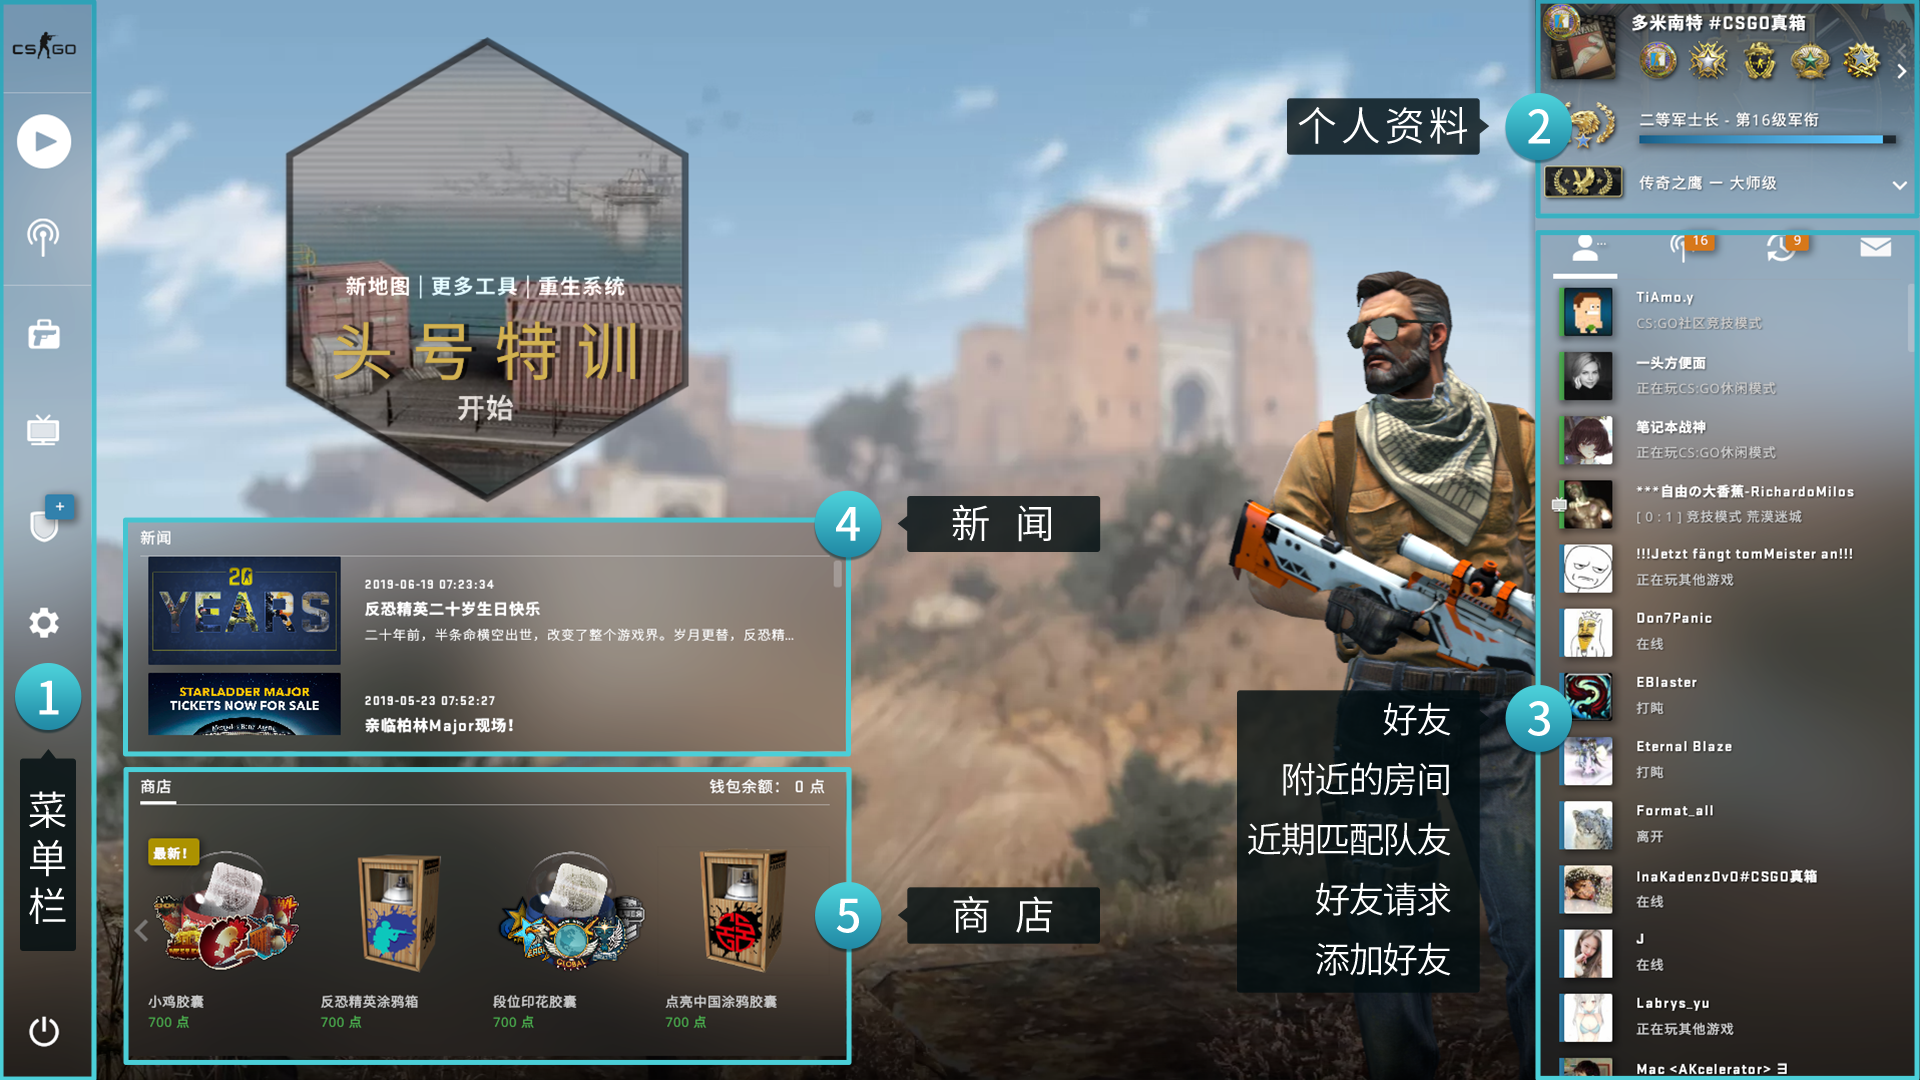 CS GO
+
1
菜单栏
新地图 | 更多工具 | 重生系统
头号特训
开始
4
新 闻
新闻
20
YEARS
2019-06-19 07:23:34
反恐精英二十岁生日快乐
二十年前，半条命横空出世，改变了整个游戏界。岁月更替，反恐精...
STARLADDER MAJOR
TICKETS NOW FOR SALE
2019-05-23 07:52:27
亲临柏林Major现场！
商店
钱包余额： 0 点
最新！
GLOBAL
小鸡胶囊
700 点
反恐精英涂鸦箱
700 点
段位印花胶囊
700 点
点亮中国涂鸦胶囊
700 点
5
商 店
个人资料
2
多米南特 #CSGO真箱
二等军士长 - 第16级军衔
传奇之鹰 — 大师级
3
好友
附近的房间
近期匹配队友
好友请求
添加好友
...
16
9
TiAmo.y
CS:GO社区竞技模式
一头方便面
正在玩CS:GO休闲模式
笔记本战神
正在玩CS:GO休闲模式
***自由の大香蕉-RichardoMilos
[ 0 : 1 ] 竞技模式 荒漠迷城
!!!Jetzt fängt tomMeister an!!!
正在玩其他游戏
Don7Panic
在线
EBlaster
打盹
Eternal Blaze
打盹
Format_all
离开
InaKadenzOvO#CSGO真箱
在线
J
在线
Labrys_yu
正在玩其他游戏
Mac <AKcelerator> ヨ